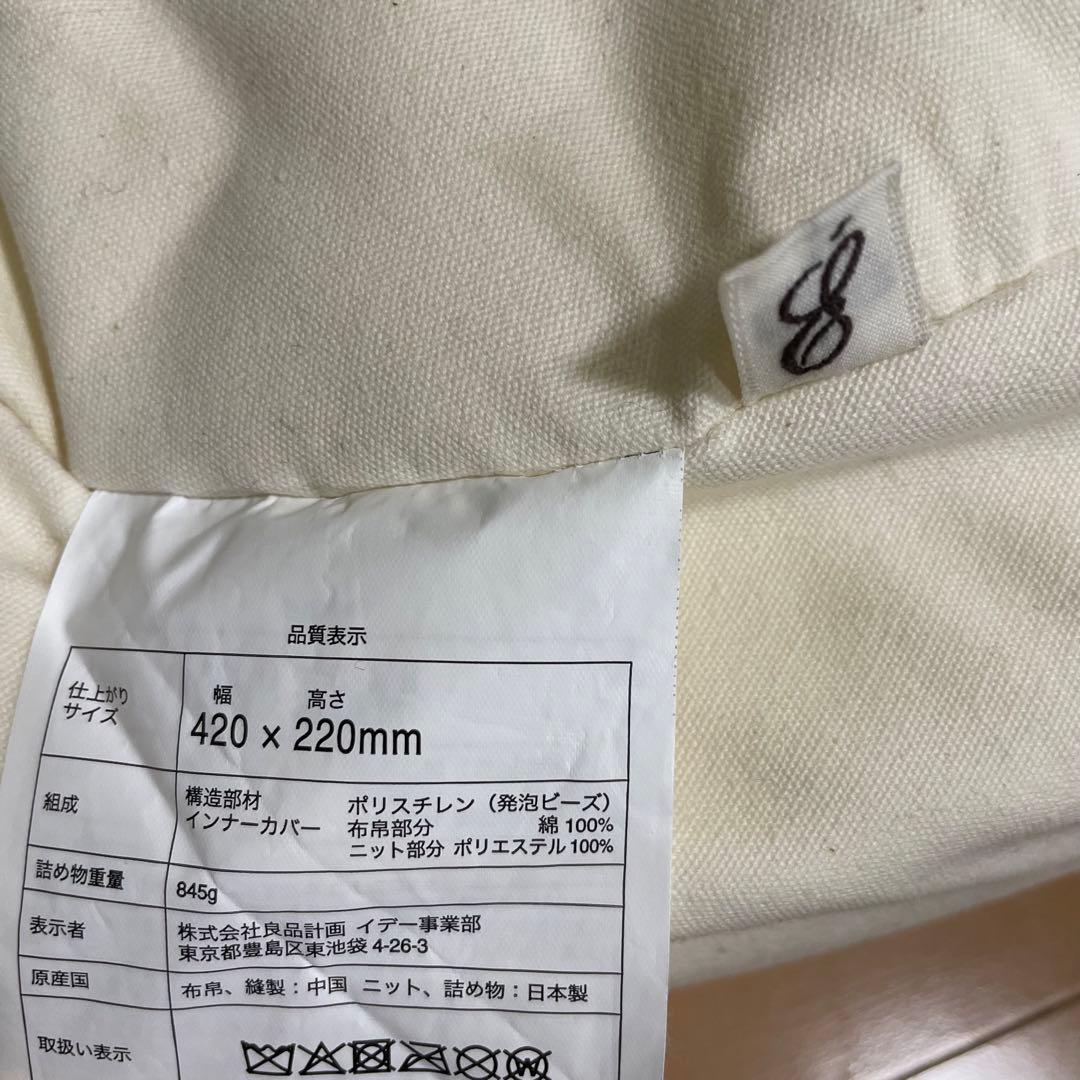 品質表示
仕上がり
サイズ
幅 高さ
420 × 220mm
組成
構造部材 ポリスチレン（発泡ビーズ）
インナーカバー 布帛部分 綿 100%
ニット部分 ポリエステル100%
詰め物重量
845g
表示者
株式会社良品計画 イデー事業部
東京都豊島区東池袋 4-26-3
原産国
布帛、縫製：中国 ニット、詰め物：日本製
取扱い表示